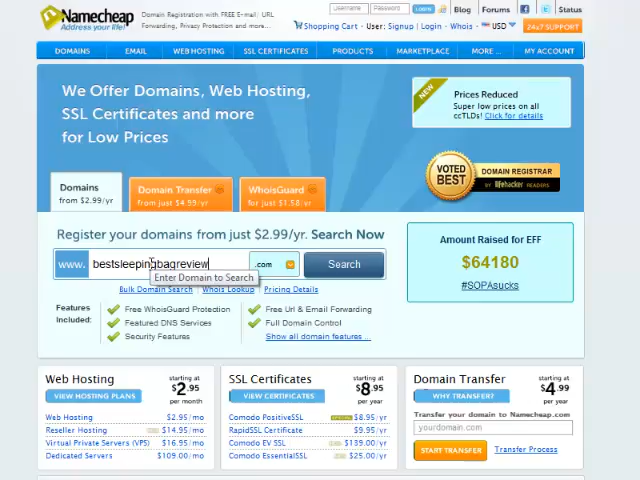 Namecheap
Address your life!
Domain Registration with FREE E-mail: URL
Forwarding, Privacy Protection and more...
Username Password LOGIN Blog Forums Status
Shopping Cart - User: Signup | Login - Whois - USD
24x7 SUPPORT
DOMAINS EMAIL WEB HOSTING SSL CERTIFICATES PRODUCTS MARKETPLACE MORE ... MY ACCOUNT
We Offer Domains, Web Hosting,
SSL Certificates and more
for Low Prices
NEW
Prices Reduced
Super low prices on all
ccTLDs! Click for details
VOTED
BEST
DOMAIN REGISTRAR
BY lifehacker READERS
Domains
from $2.99/yr
Domain Transfer
from just $4.99/yr
WhoisGuard
for just $1.58/yr
Register your domains from just $2.99/yr. Search Now
www. bestsleepingbagreview .com Search
Enter Domain to Search
Bulk Domain Search | Whois Lookup | Pricing Details
Features
Included:
Free WhoisGuard Protection
Free Url & Email Forwarding
Featured DNS Services
Full Domain Control
Security Features
Show all domain features ...
Amount Raised for EFF
$64180
#SOPAsucks
Web Hosting
VIEW HOSTING PLANS
starting at
$2.95
per month
Web Hosting $2.95/mo
Reseller Hosting $14.95/mo
Virtual Private Servers (VPS) $16.95/mo
Dedicated Servers $109.00/mo
SSL Certificates
VIEW CERTIFICATES
starting at
$8.95
per year
Comodo PositiveSSL $8.95/yr
RapidSSL Certificate $9.95/yr
Comodo EV SSL $139.00/yr
Comodo EssentialSSL $25.00/yr
Domain Transfer
WHY TRANSFER?
starting at
$4.99
per year
Transfer your domain to Namecheap.com
yourdomain.com
START TRANSFER
Transfer Process